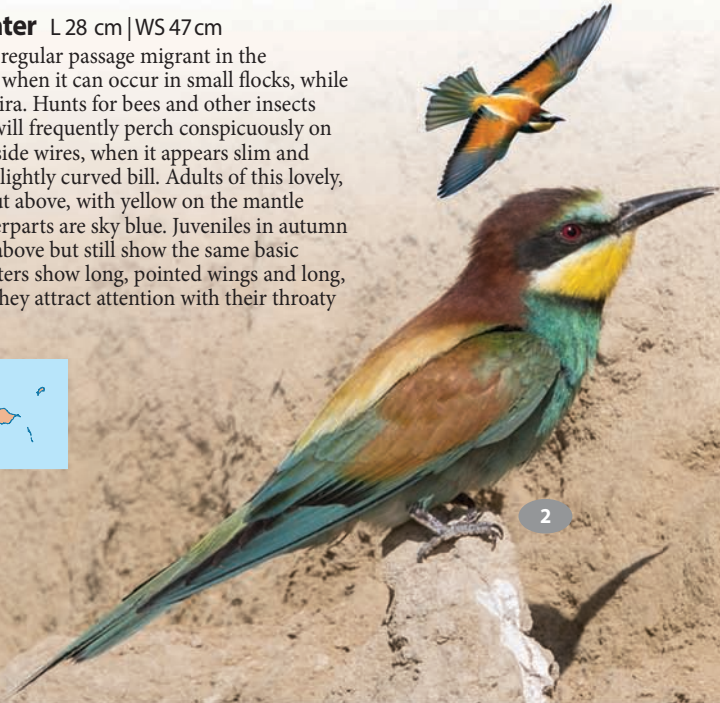 ter L 28 cm | WS 47 cm
regular passage migrant in the
when it can occur in small flocks, while
ira. Hunts for bees and other insects
will frequently perch conspicuously on
side wires, when it appears slim and
lightly curved bill. Adults of this lovely,
t above, with yellow on the mantle
erparts are sky blue. Juveniles in autumn
above but still show the same basic
ters show long, pointed wings and long,
hey attract attention with their throaty
2